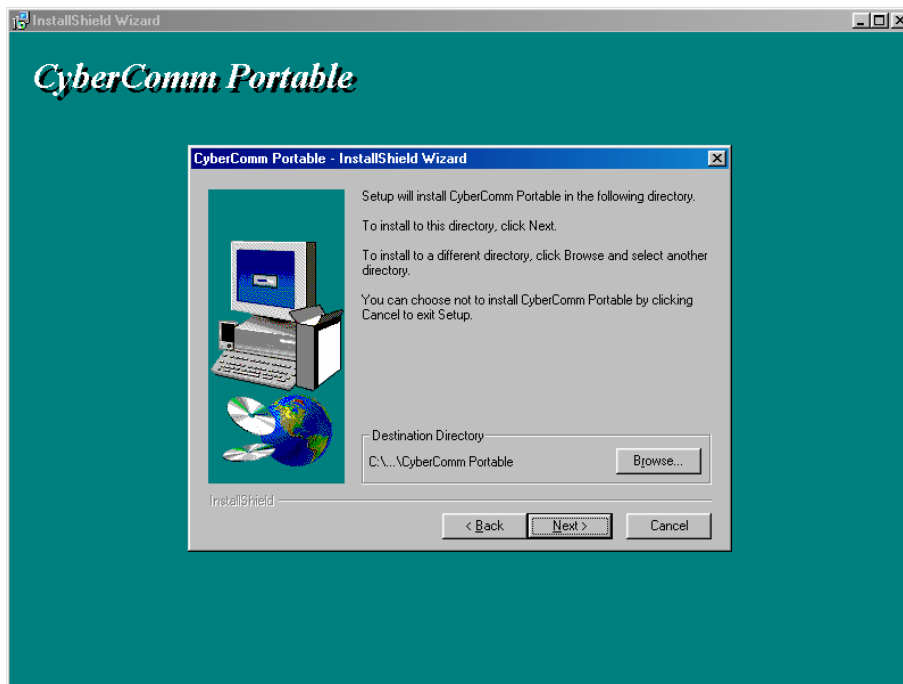 InstallShield Wizard
CyberComm Portable
CyberComm Portable - InstallShield Wizard
Setup will install CyberComm Portable in the following directory.
To install to this directory, click Next.
To install to a different directory, click Browse and select another
directory.
You can choose not to install CyberComm Portable by clicking
Cancel to exit Setup.
Destination Directory
C:\...\CyberComm Portable
Browse...
InstallShield
< Back
Next >
Cancel